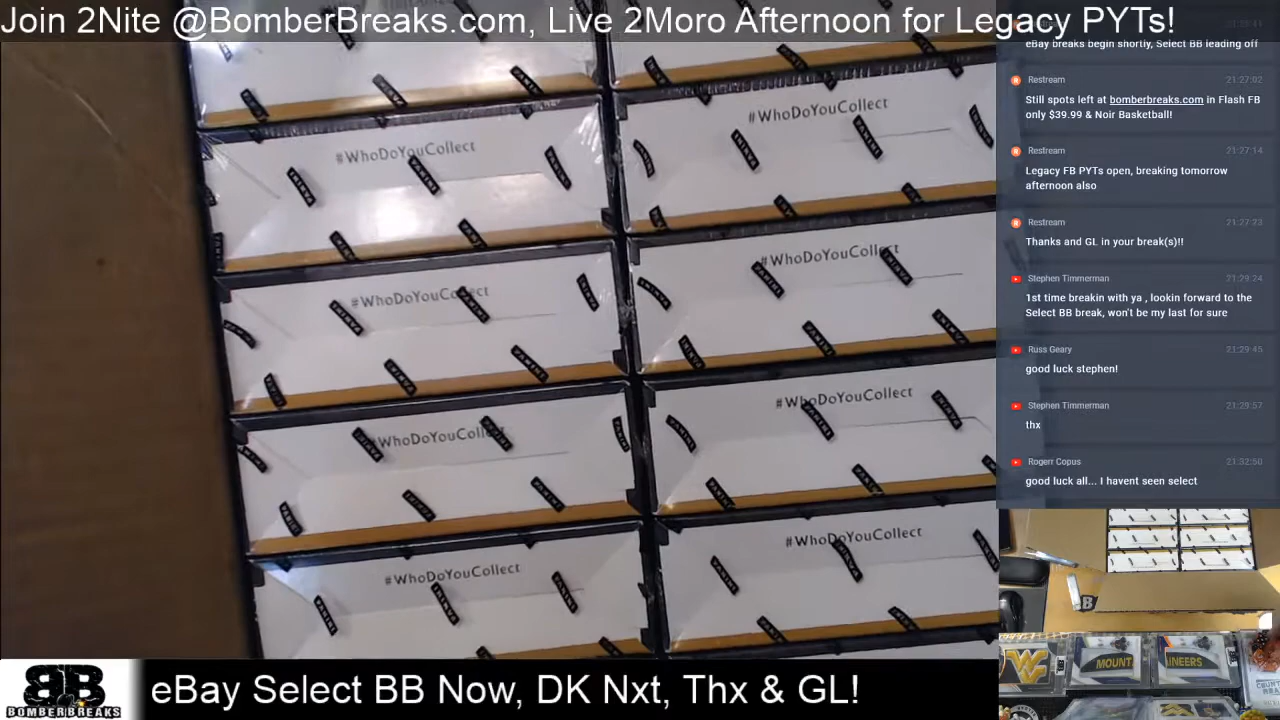 Join 2Nite @BomberBreaks.com, Live 2Moro Afternoon for Legacy PYTs!
eBay breaks begin shortly, Select BB leading off
Restream 21:27:02
Still spots left at bomberbreaks.com in Flash FB
only $39.99 & Noir Basketball!
Restream 21:27:14
Legacy FB PYTs open, breaking tomorrow
afternoon also
Restream 21:27:23
Thanks and GL in your break(s)!!
Stephen Timmerman 21:29:24
1st time breakin with ya , lookin forward to the
Select BB break, won't be my last for sure
Russ Geary 21:29:45
good luck stephen!
Stephen Timmerman 21:29:57
thx
Rogerr Copus 21:32:50
good luck all... I havent seen select
#WhoDoYouCollect
#WhoDoYouCollect
#WhoDoYouCollect
#WhoDoYouCollect
#WhoDoYouCollect
#WhoDoYouCollect
#WhoDoYouCollect
#WhoDoYouCollect
PANINI
MOUNT
AINEERS
BB
BOMBERBREAKS
eBay Select BB Now, DK Nxt, Thx & GL!